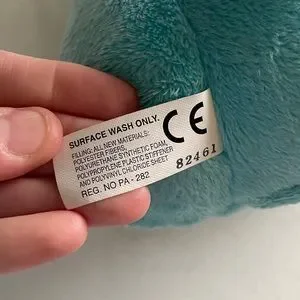 SURFACE WASH ONLY.
FILLING: ALL NEW MATERIALS:
POLYESTER FIBERS,
POLYURETHANE SYNTHETIC FOAM,
POLYPROPYLENE PLASTIC STIFFENER
AND POLYVINYL CHLORIDE SHEET
REG. NO PA - 282
CE
82461